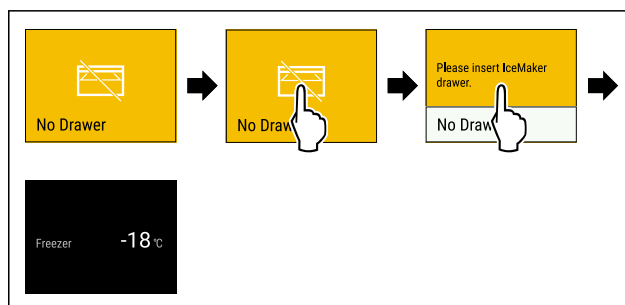 No Drawer
No Draw
Please insert IceMaker
drawer.
No Draw
Freezer -18 °C